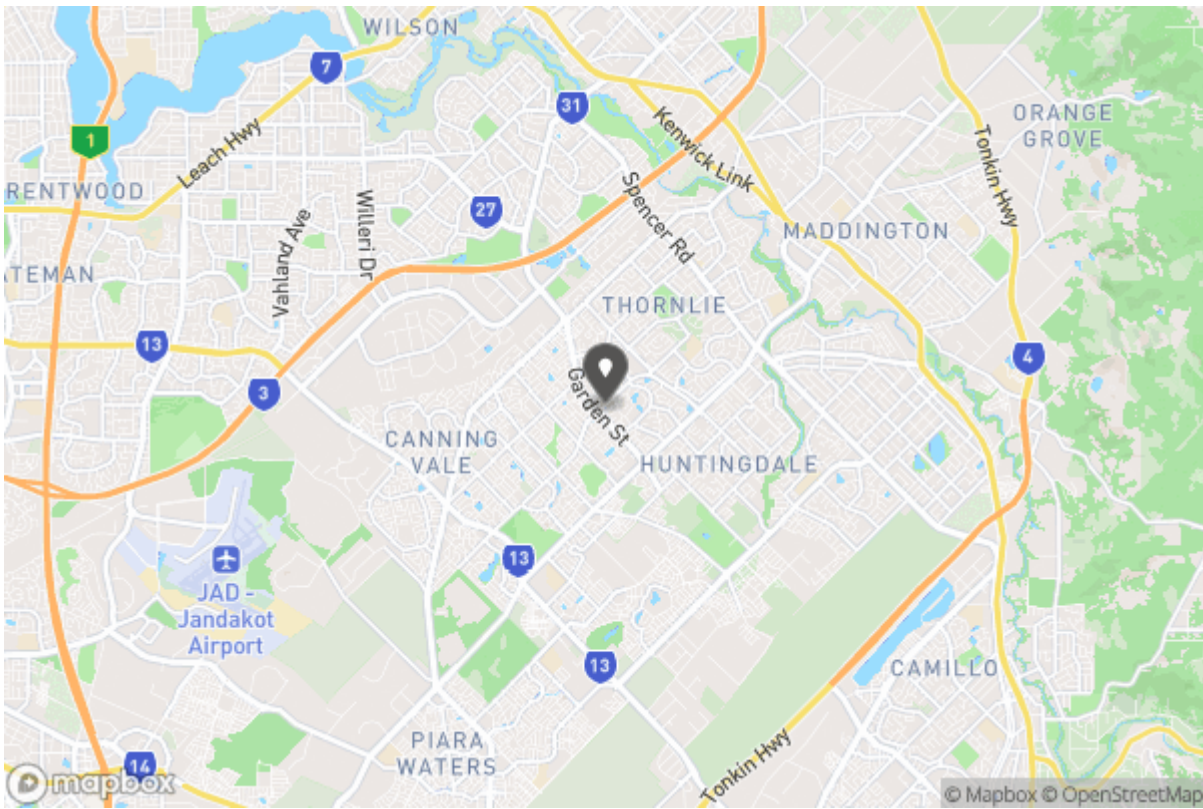 WILSON
7
31
ORANGE
GROVE
1
Leach Hwy
Kenwick Link
Tonkin Hwy
RENTWOOD
Willeri Dr
27
Spencer Rd
Vahland Ave
MADDINGTON
ATEMAN
THORNLIE
13
4
3
Garden St
CANNING
VALE
HUNTINGDALE
13
JAD -
Jandakot
Airport
13
CAMILLO
PIARA
WATERS
Tonkin Hwy
14
mapbox
© Mapbox © OpenStreetMap